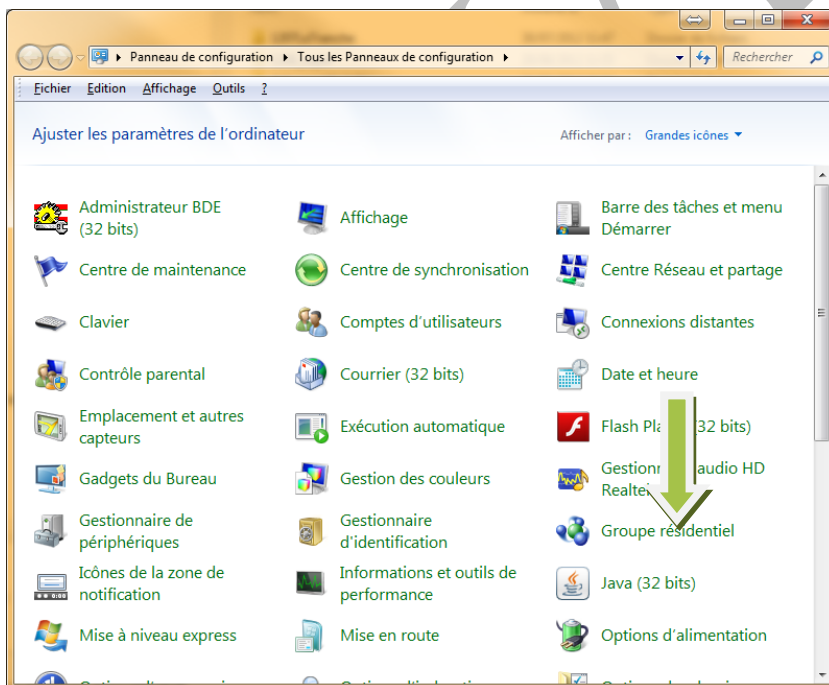 Panneau de configuration Tous les Panneaux de configuration Rechercher
Fichier Edition Affichage Outils ?
Ajuster les paramètres de l'ordinateur Afficher par : Grandes icônes
Administrateur BDE
(32 bits)
Affichage
Barre des tâches et menu
Démarrer
Centre de maintenance
Centre de synchronisation
Centre Réseau et partage
Clavier
Comptes d'utilisateurs
Connexions distantes
Contrôle parental
Courrier (32 bits)
Date et heure
Emplacement et autres
capteurs
Exécution automatique
Flash (32 bits)
Gadgets du Bureau
Gestion des couleurs
audio HD
Gestionnaire de
périphériques
Gestionnaire
d'identification
Groupe résidentiel
Icônes de la zone de
notification
Informations et outils de
performance
Java (32 bits)
Mise à niveau express
Mise en route
Options d'alimentation